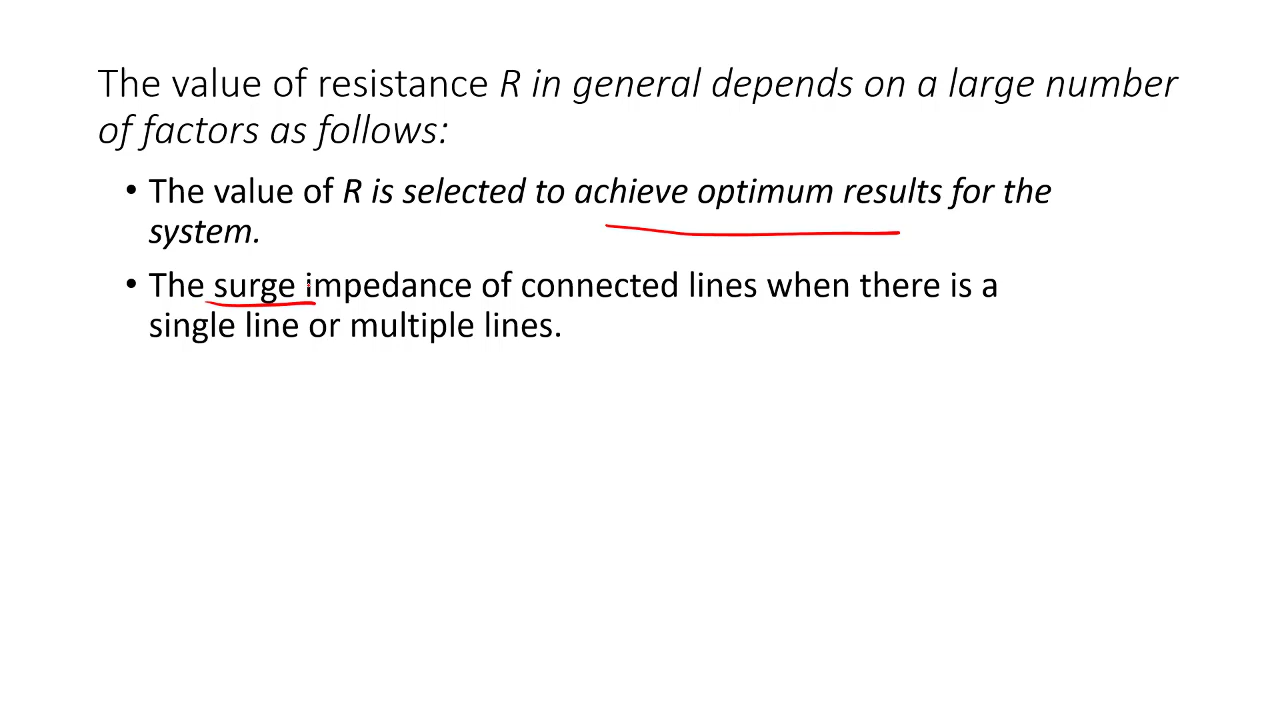 The value of resistance R in general depends on a large number
of factors as follows:
• The value of R is selected to achieve optimum results for the
system.
• The surge impedance of connected lines when there is a
single line or multiple lines.